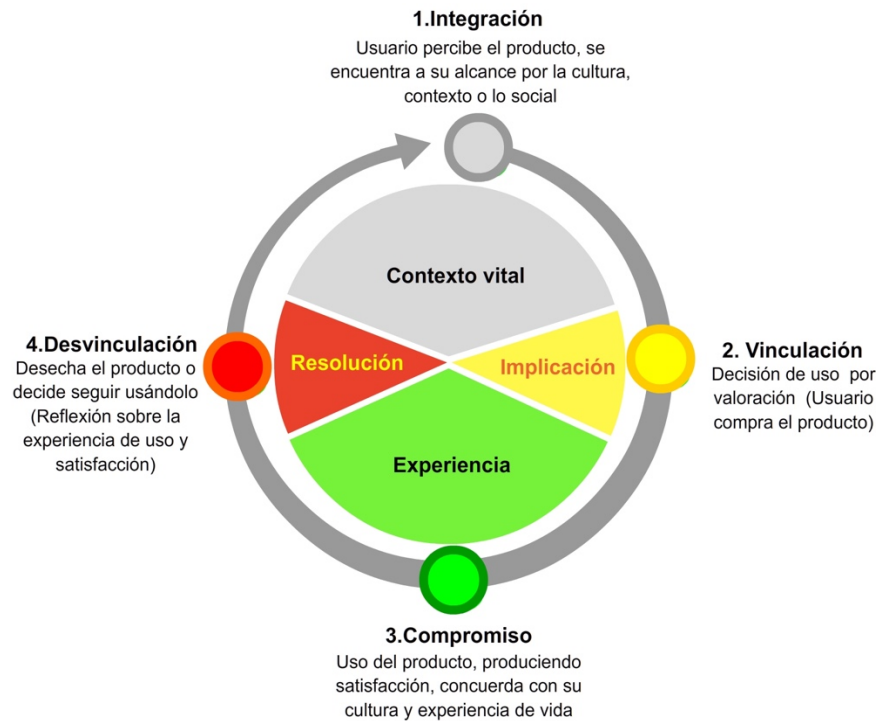 1.Integración
Usuario percibe el producto, se
encuentra a su alcance por la cultura,
contexto o lo social
Contexto vital
4.Desvinculación
Desecha el producto o
decide seguir usándolo
(Reflexión sobre la
experiencia de uso y
satisfacción)
Resolución
Implicación
2. Vinculación
Decisión de uso por
valoración (Usuario
compra el producto)
Experiencia
3.Compromiso
Uso del producto, produciendo
satisfacción, concuerda con su
cultura y experiencia de vida